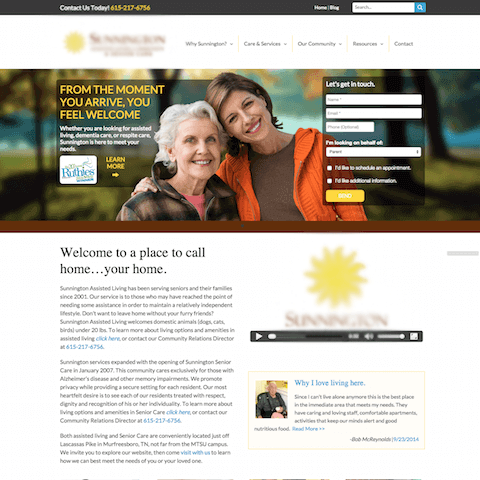 Contact Us Today! 615-217-6756
Home | Blog
Search
SUNNINGTON
Why Sunnington?
Care & Services
Our Community
Resources
Contact
FROM THE MOMENT
YOU ARRIVE, YOU
FEEL WELCOME
Whether you are looking for assisted
living, dementia care, or respite care,
Sunnington is here to meet your
needs.
Ruthies
LEARN
MORE
Let's get in touch.
Name *
Email *
Phone (Optional)
I'm looking on behalf of:
Parent
I'd like to schedule an appointment.
I'd like additional information.
SEND
Welcome to a place to call
home…your home.
Sunnington Assisted Living has been serving seniors and their families
since 2001. Our service is to those who may have reached the point of
needing some assistance in order to maintain a relatively independent
lifestyle. Don't want to leave home without your furry friends?
Sunnington Assisted Living welcomes domestic animals (dogs, cats,
birds) under 20 lbs. To learn more about living options and amenities in
assisted living click here, or contact our Community Relations Director
at 615-217-6756.
Sunnington services expanded with the opening of Sunnington Senior
Care in January 2007. This community cares exclusively for those with
Alzheimer's disease and other memory impairments. We promote
privacy while providing a secure setting for each resident. Our most
heartfelt desire is to see each of our residents treated with respect,
dignity and recognition of his or her individuality. To learn more about
living options and amenities in Senior Care click here, or contact our
Community Relations Director at 615-217-6756.
Both assisted living and Senior Care are conveniently located just off
Lascassas Pike in Murfreesboro, TN, not far from the MTSU campus.
We invite you to explore our website, then come visit with us to learn
how we can best meet the needs of you or your loved one.
SUNNINGTON
Why I love living here.
Since I can't live alone anymore this is the best place
in the immediate area that meets my needs. They
have caring and loving staff, comfortable apartments,
activities that keep our minds alert and good
nutritious food. Read More >>
-Bob McReynolds |9/23/2014